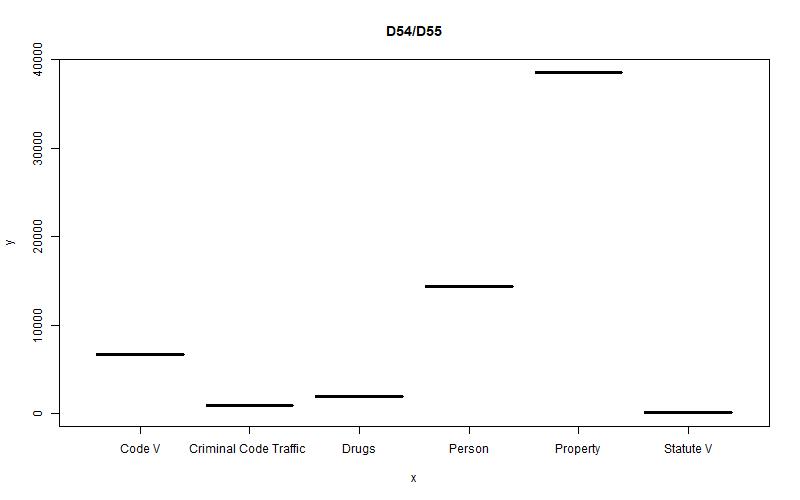 D54/D55
40000
30000
20000
10000
0
y
Code V Criminal Code Traffic Drugs Person Property Statute V
x